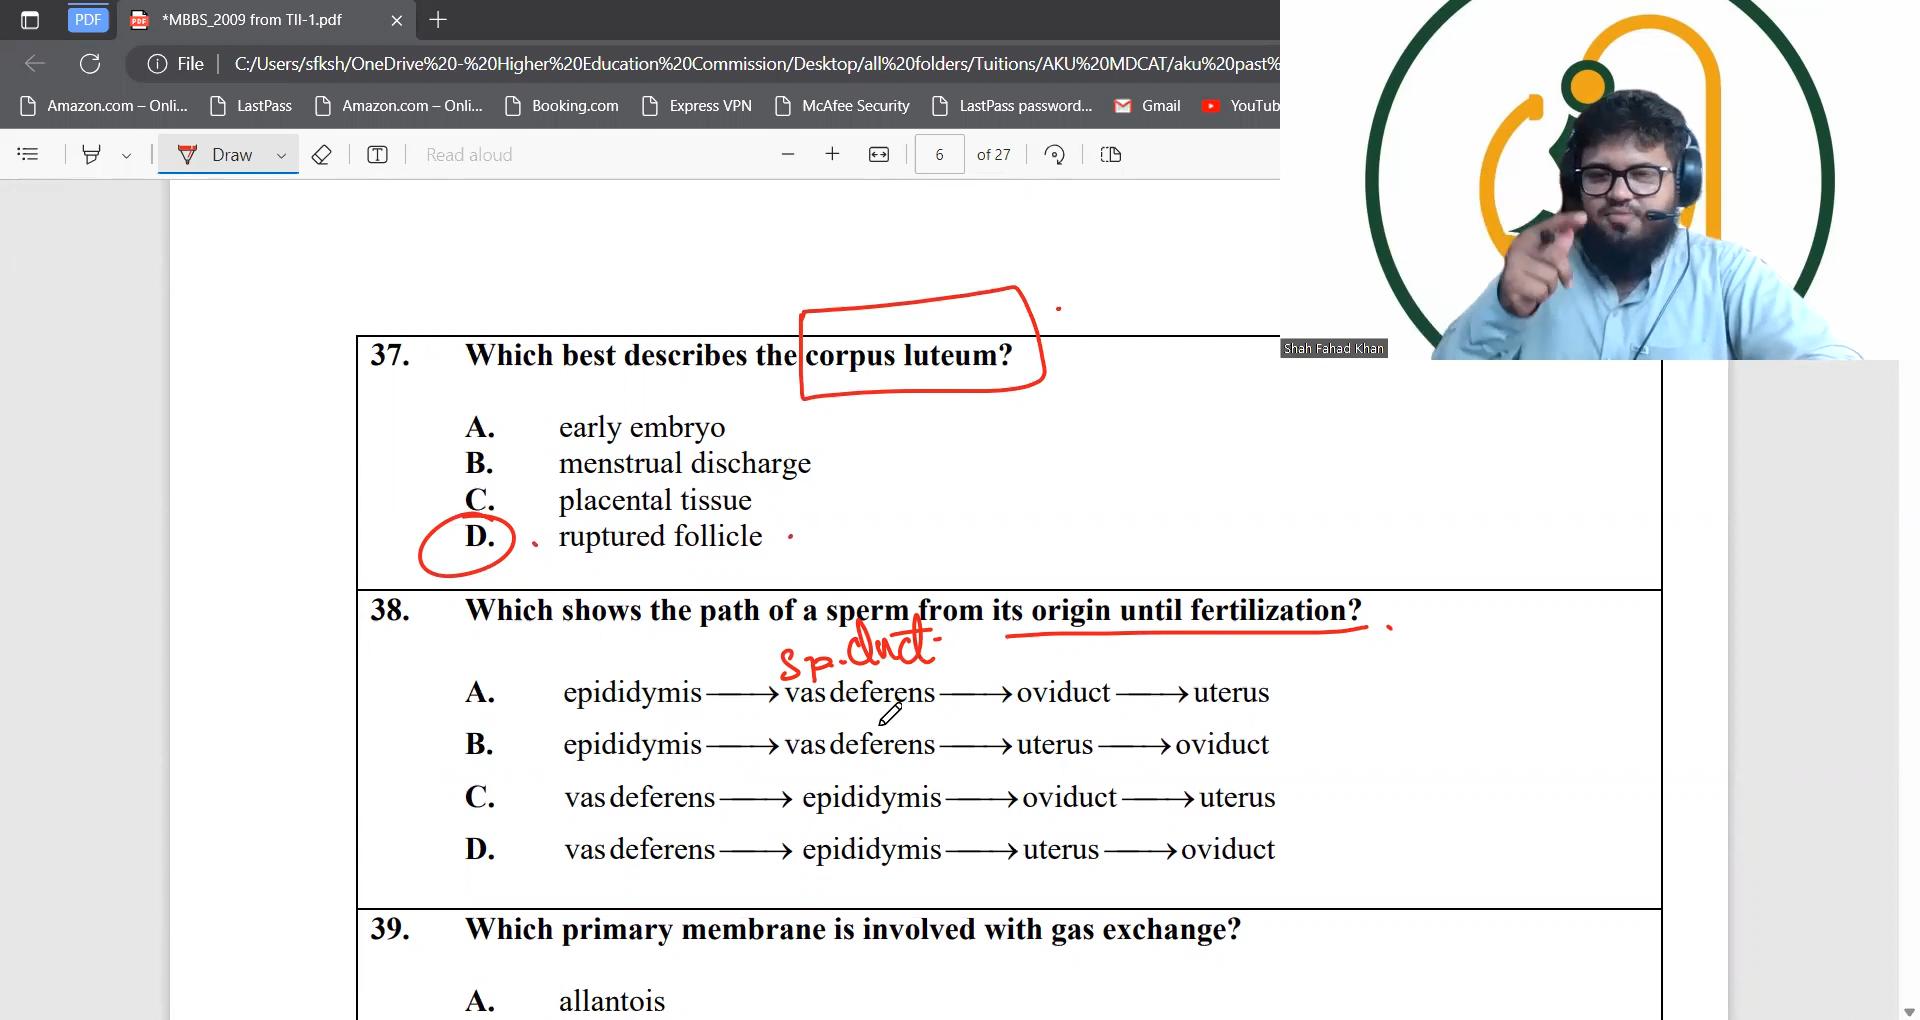 PDF
*MBBS_2009 from TII-1.pdf
File
C:/Users/sfksh/OneDrive%20-%20Higher%20Education%20Commission/Desktop/all%20folders/Tuitions/AKU%20MDCAT/aku%20past%
Amazon.com – Onli...
LastPass
Amazon.com – Onli...
Booking.com
Express VPN
McAfee Security
LastPass password...
Gmail
YouTub
Draw
Read aloud
6 of 27
Shah Fahad Khan
37. Which best describes the corpus luteum?
A. early embryo
B. menstrual discharge
C. placental tissue
D. ruptured follicle
38. Which shows the path of a sperm from its origin until fertilization?
sp. duct
A. epididymis ⟶ vas deferens ⟶ oviduct ⟶ uterus
B. epididymis ⟶ vas deferens ⟶ uterus ⟶ oviduct
C. vas deferens ⟶ epididymis ⟶ oviduct ⟶ uterus
D. vas deferens ⟶ epididymis ⟶ uterus ⟶ oviduct
39. Which primary membrane is involved with gas exchange?
A. allantois